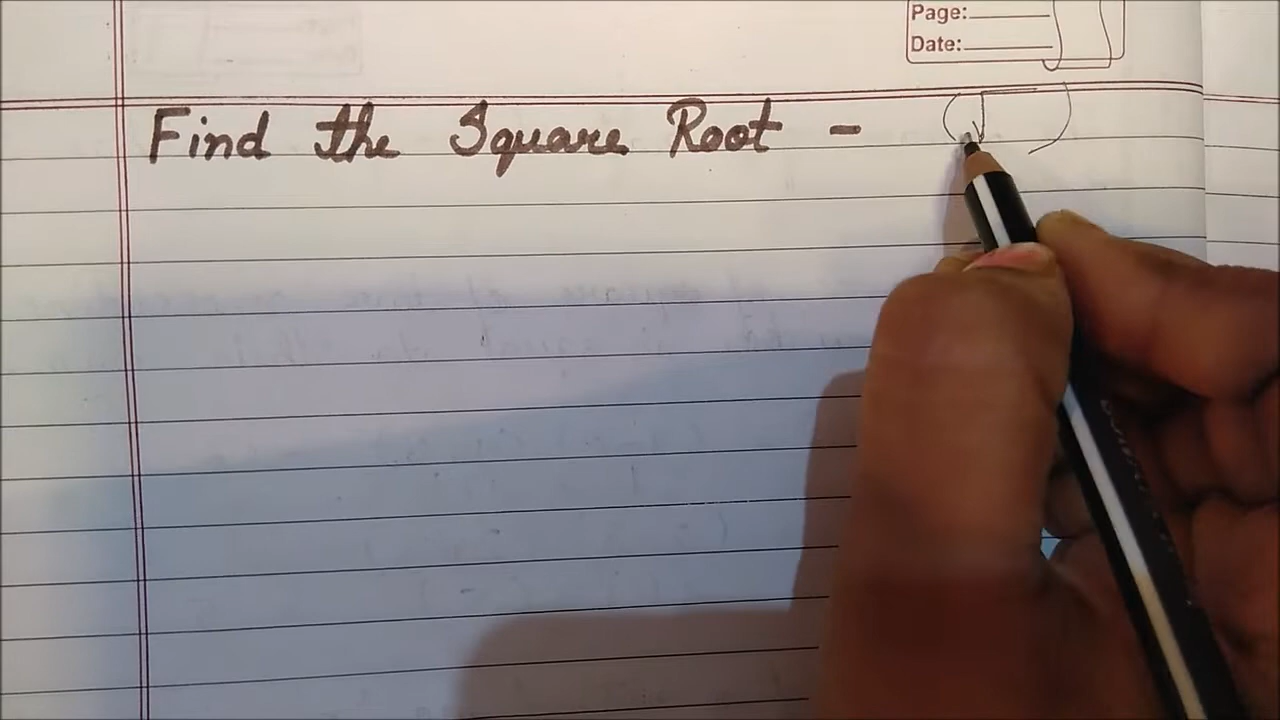 Page:
Date:
Find the Square Root - (√ )